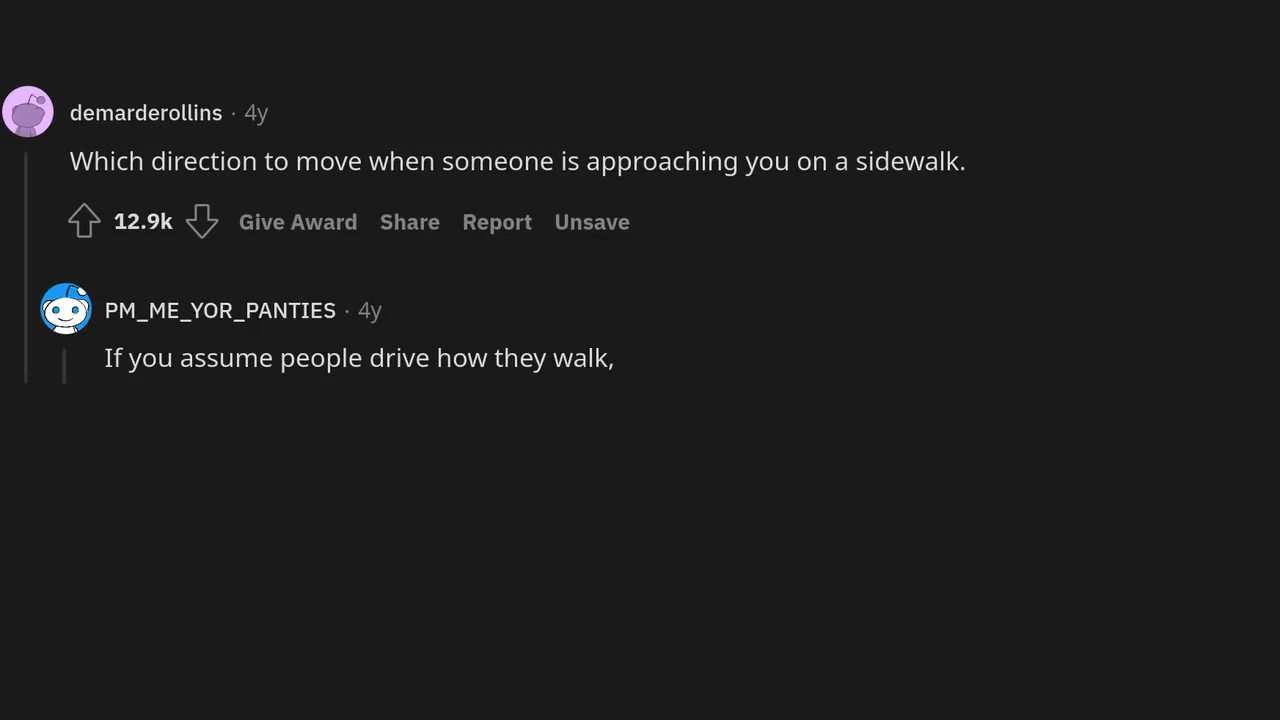 demarderollins · 4y
Which direction to move when someone is approaching you on a sidewalk.
12.9k Give Award Share Report Unsave
PM_ME_YOR_PANTIES · 4y
If you assume people drive how they walk,